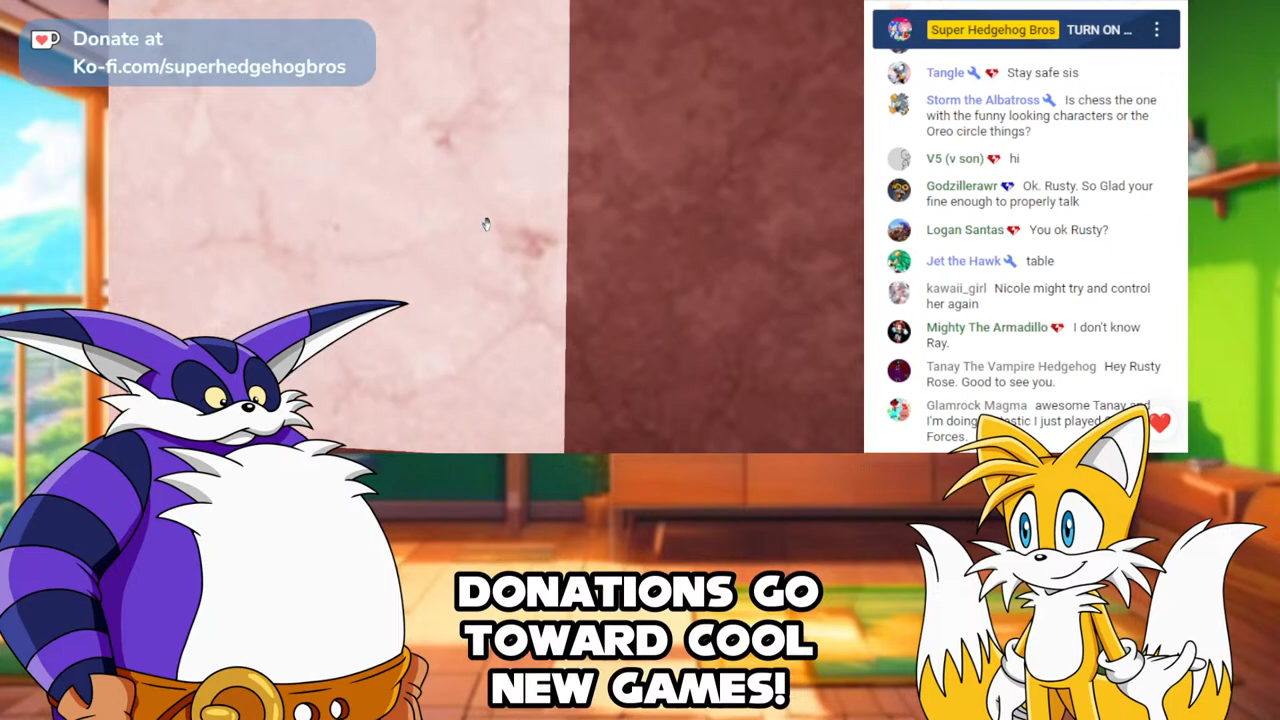 Donate at
Ko-fi.com/superhedgehogbros
Super Hedgehog Bros TURN ON ...
Tangle Stay safe sis
Storm the Albatross Is chess the one
with the funny looking characters or the
Oreo circle things?
V5 (v son) hi
Godzillerawr Ok. Rusty. So Glad your
fine enough to properly talk
Logan Santas You ok Rusty?
Jet the Hawk table
kawaii_girl Nicole might try and control
her again
Mighty The Armadillo I don't know
Ray.
Tanay The Vampire Hedgehog Hey Rusty
Rose. Good to see you.
Glamrock Magma awesome Tanay and
I'm doing I just played
Forces.
DONATIONS GO
TOWARD COOL
NEW GAMES!